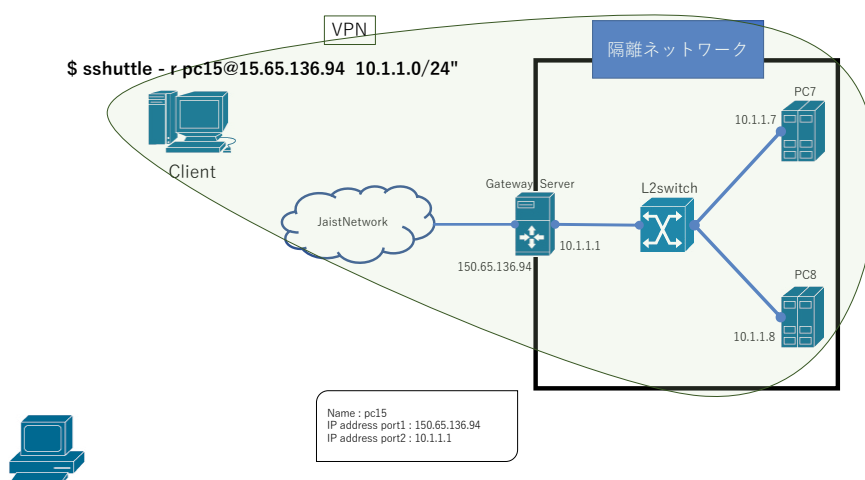 VPN
隔離ネットワーク
$ sshuttle - r pc15@15.65.136.94  10.1.1.0/24"
PC7
10.1.1.7
Client
Gateway Server
L2switch
JaistNetwork
10.1.1.1
150.65.136.94
PC8
10.1.1.8
Name : pc15
IP address port1 : 150.65.136.94
IP address port2 : 10.1.1.1